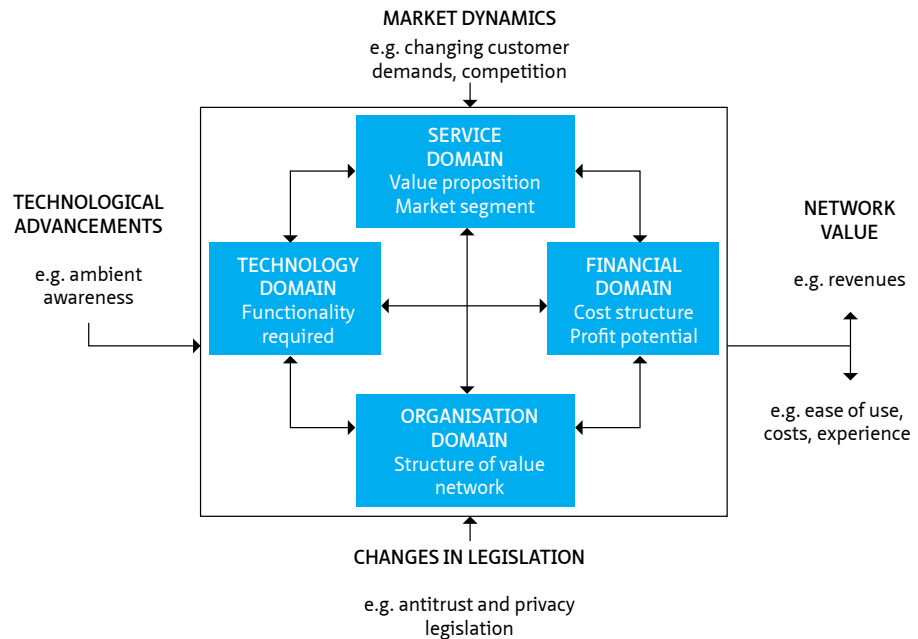 MARKET DYNAMICS
e.g. changing customer
demands, competition
SERVICE
DOMAIN
Value proposition
Market segment
TECHNOLOGICAL
ADVANCEMENTS
e.g. ambient
awareness
TECHNOLOGY
DOMAIN
Functionality
required
FINANCIAL
DOMAIN
Cost structure
Profit potential
NETWORK
VALUE
e.g. revenues
e.g. ease of use,
costs, experience
ORGANISATION
DOMAIN
Structure of value
network
CHANGES IN LEGISLATION
e.g. antitrust and privacy
legislation